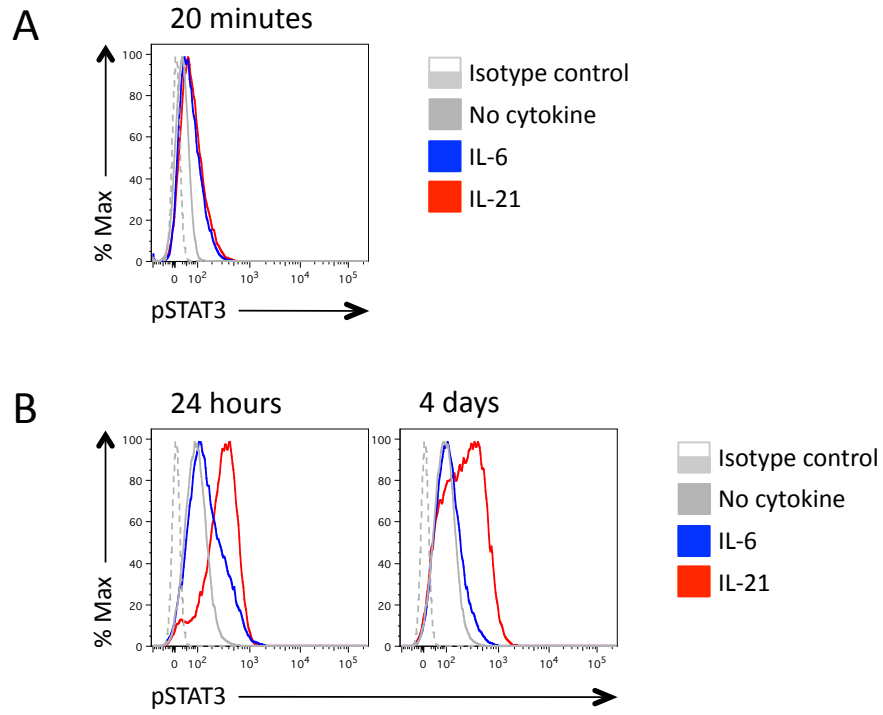 A
20 minutes
% Max
100
80
60
40
20
0
0 10² 10³ 10⁴ 10⁵
pSTAT3
Isotype control
No cytokine
IL-6
IL-21
B
24 hours
4 days
% Max
100
80
60
40
20
0
0 10² 10³ 10⁴ 10⁵
100
80
60
40
20
0
0 10² 10³ 10⁴ 10⁵
pSTAT3
Isotype control
No cytokine
IL-6
IL-21